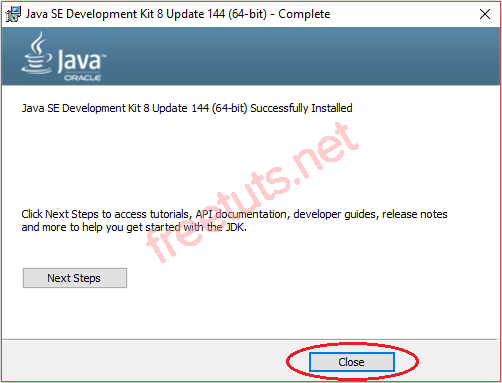 Java SE Development Kit 8 Update 144 (64-bit) - Complete
Java™
ORACLE
Java SE Development Kit 8 Update 144 (64-bit) Successfully Installed
freetuts.net
Click Next Steps to access tutorials, API documentation, developer guides, release notes
and more to help you get started with the JDK.
Next Steps
Close